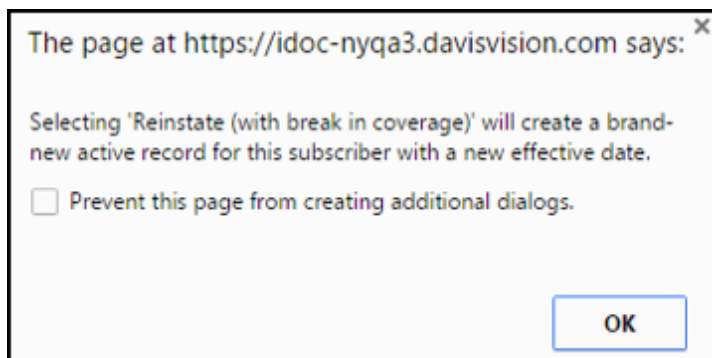 The page at https://idoc-nyqa3.davisvision.com says:
Selecting 'Reinstate (with break in coverage)' will create a brand-
new active record for this subscriber with a new effective date.
Prevent this page from creating additional dialogs.
OK